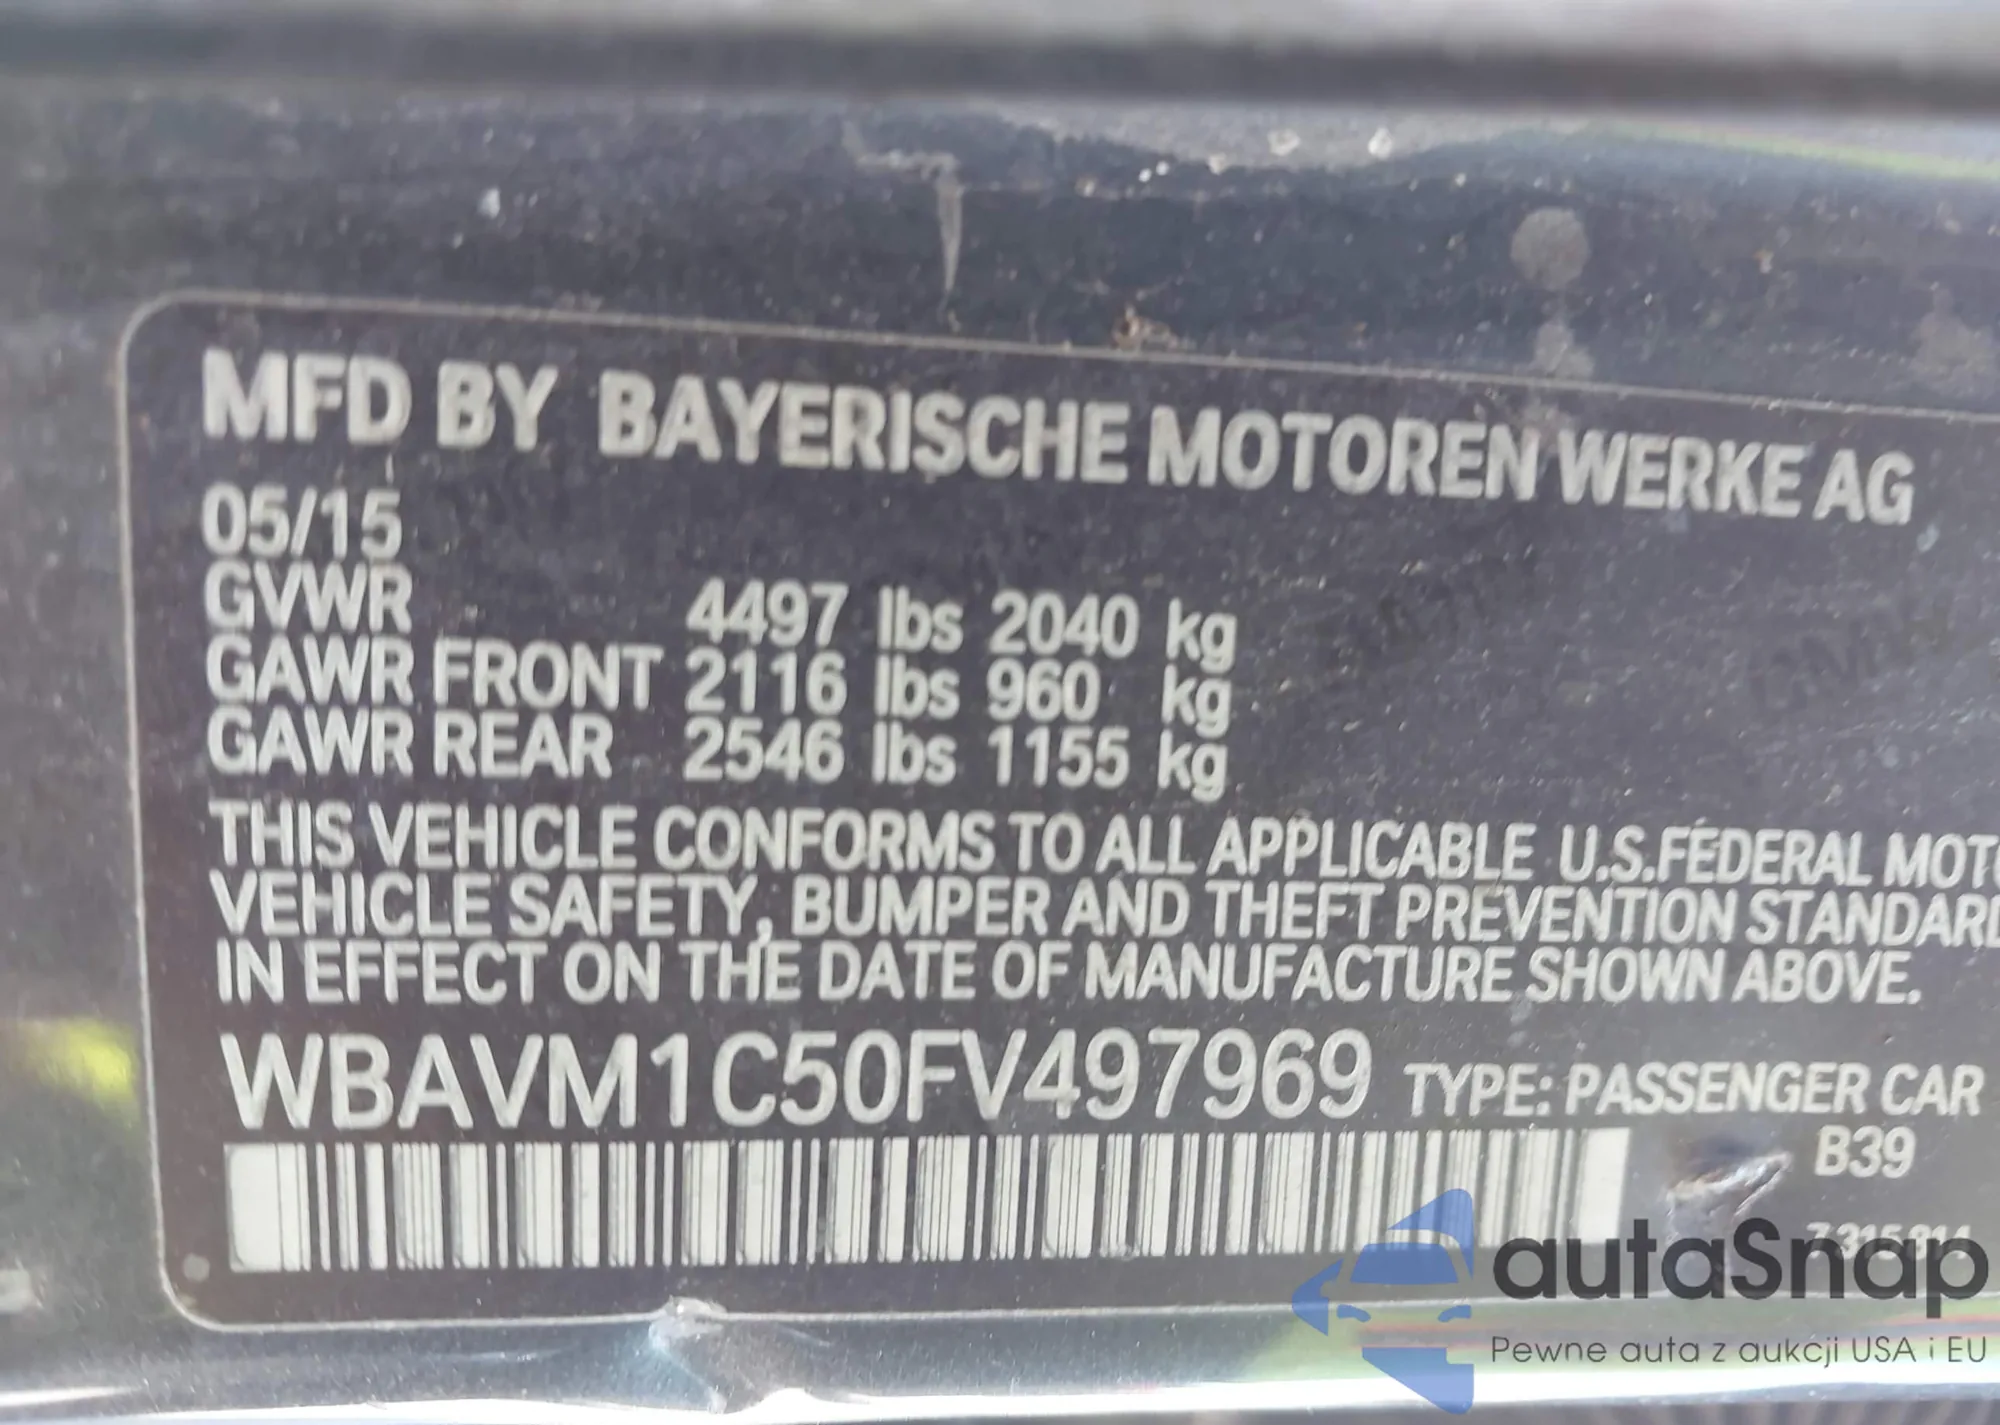 MFD BY BAYERISCHE MOTOREN WERKE AG
05/15
GVWR 4497 lbs 2040 kg
GAWR FRONT 2116 lbs 960 kg
GAWR REAR 2546 lbs 1155 kg
THIS VEHICLE CONFORMS TO ALL APPLICABLE U.S.FEDERAL MOTO
VEHICLE SAFETY, BUMPER AND THEFT PREVENTION STANDARD
IN EFFECT ON THE DATE OF MANUFACTURE SHOWN ABOVE.
WBAVM1C50FV497969 TYPE: PASSENGER CAR
B39
autaSnap
Pewne auta z aukcji USA i EU